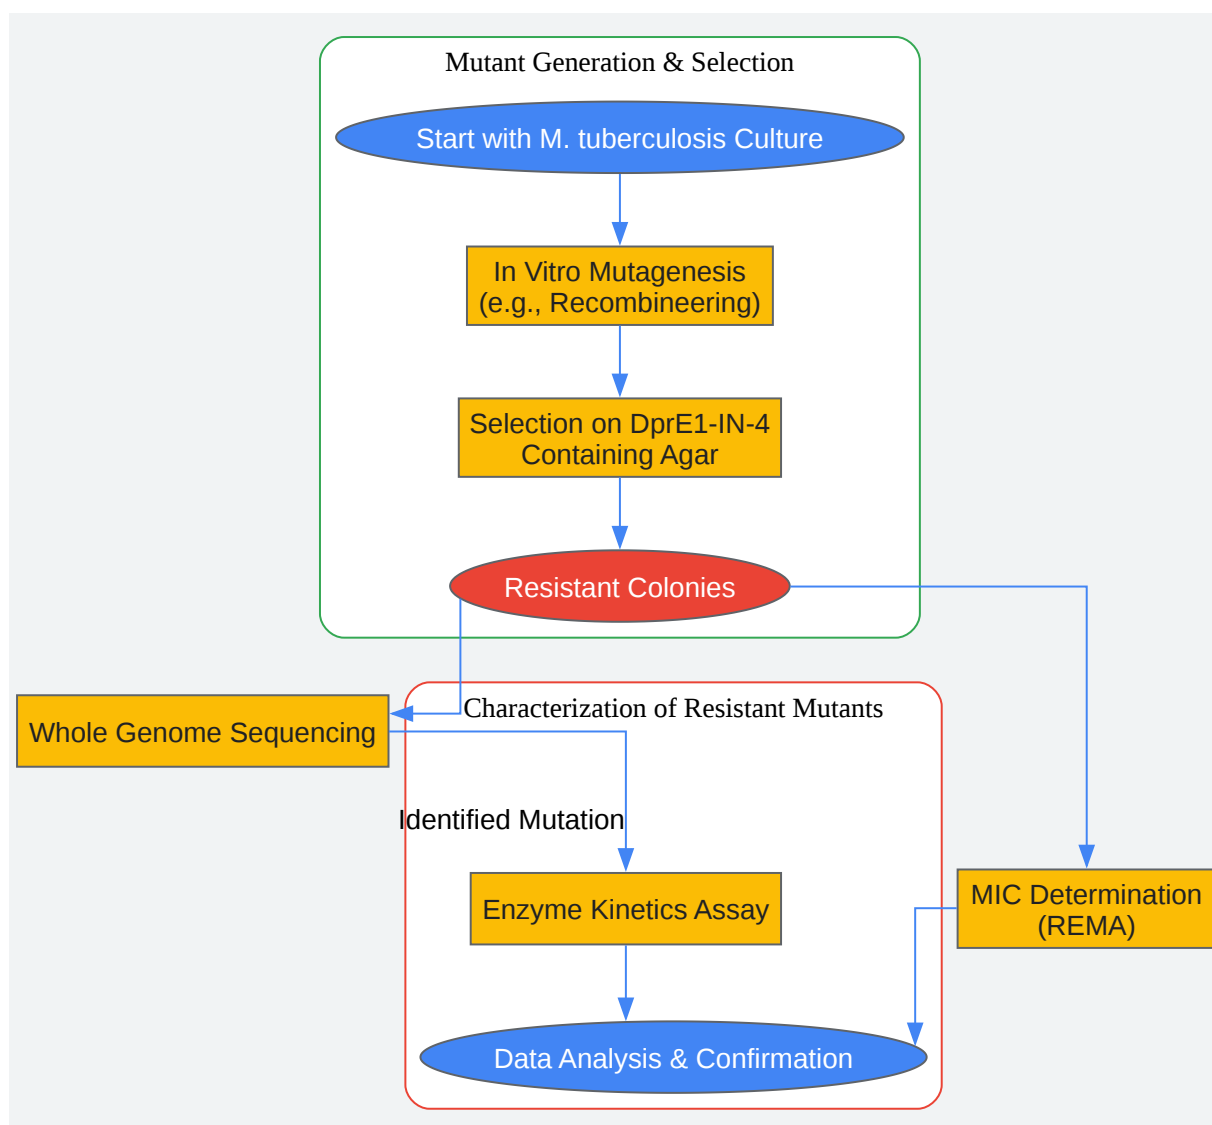 Mutant Generation & Selection
Start with M. tuberculosis Culture
In Vitro Mutagenesis
(e.g., Recombineering)
Selection on DprE1-IN-4
Containing Agar
Resistant Colonies
Characterization of Resistant Mutants
Whole Genome Sequencing
Identified Mutation
Enzyme Kinetics Assay
MIC Determination
(REMA)
Data Analysis & Confirmation